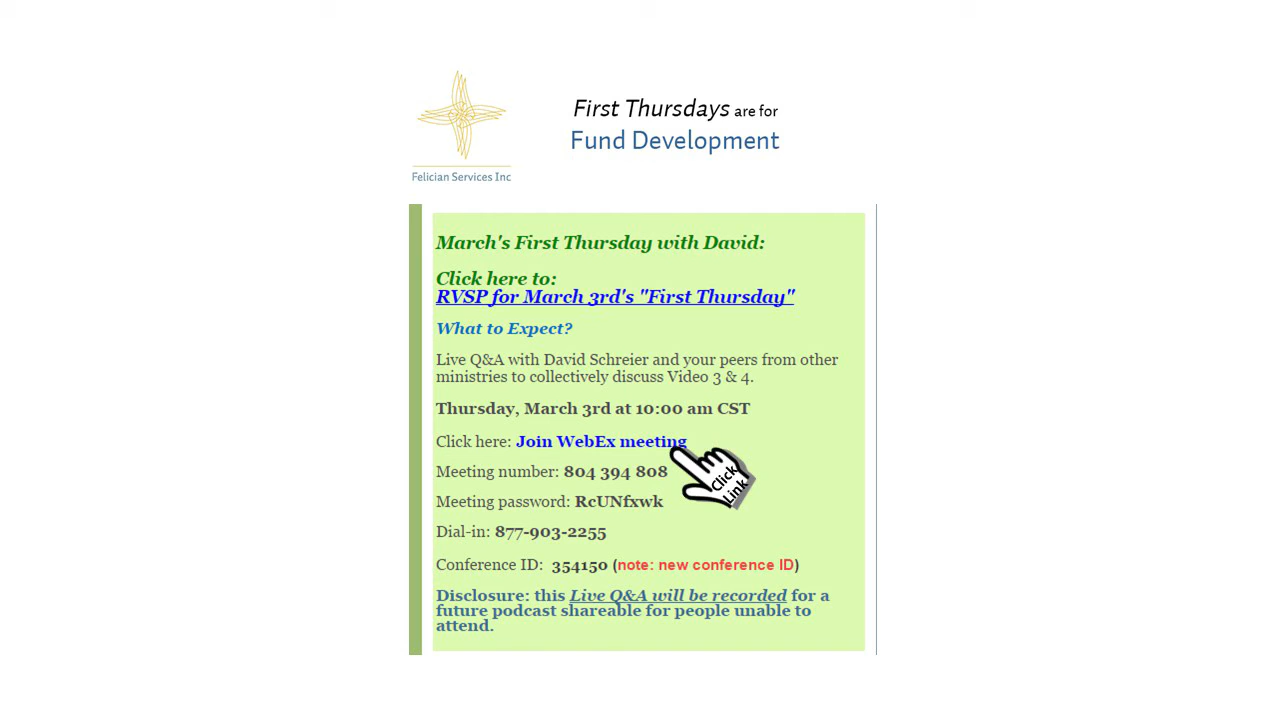 First Thursdays are for
Fund Development
Felician Services Inc
March's First Thursday with David:
Click here to:
RVSP for March 3rd's "First Thursday"
What to Expect?
Live Q&A with David Schreier and your peers from other
ministries to collectively discuss Video 3 & 4.
Thursday, March 3rd at 10:00 am CST
Click here: Join WebEx meeting
Click
Link
Meeting number: 804 394 808
Meeting password: RcUNfxwk
Dial-in: 877-903-2255
Conference ID: 354150 (note: new conference ID)
Disclosure: this Live Q&A will be recorded for a
future podcast shareable for people unable to
attend.